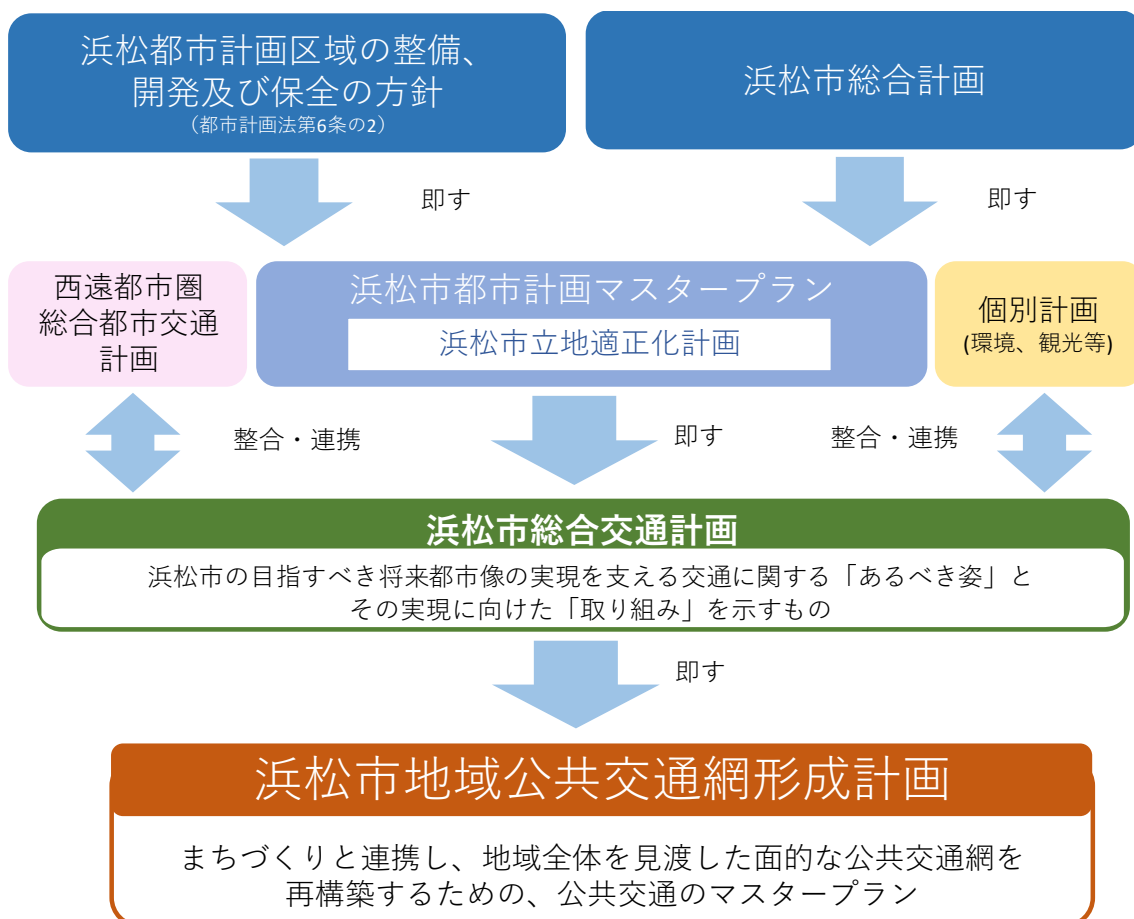 浜松都市計画区域の整備、
開発及び保全の方針
(都市計画法第6条の2)
浜松市総合計画
即す
即す
西遠都市圏
総合都市交通
計画
浜松市都市計画マスタープラン
浜松市立地適正化計画
個別計画
(環境、観光等)
整合・連携
即す
整合・連携
浜松市総合交通計画
浜松市の目指すべき将来都市像の実現を支える交通に関する「あるべき姿」と
その実現に向けた「取り組み」を示すもの
即す
浜松市地域公共交通網形成計画
まちづくりと連携し、地域全体を見渡した面的な公共交通網を
再構築するための、公共交通のマスタープラン